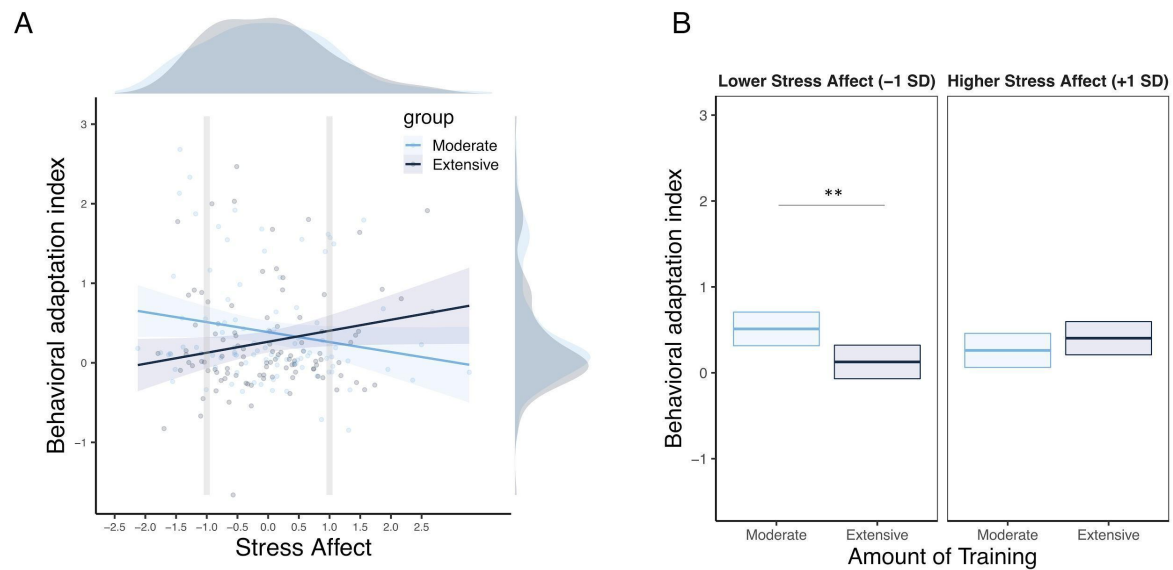 A
group
Moderate
Extensive
3
2
1
0
−1
Behavioral adaptation index
−2.5 −2.0 −1.5 −1.0 −0.5 0.0 0.5 1.0 1.5 2.0 2.5
Stress Affect
B
Lower Stress Affect (−1 SD) Higher Stress Affect (+1 SD)
3
2
1
0
−1
**
Behavioral adaptation index
Moderate Extensive Moderate Extensive
Amount of Training